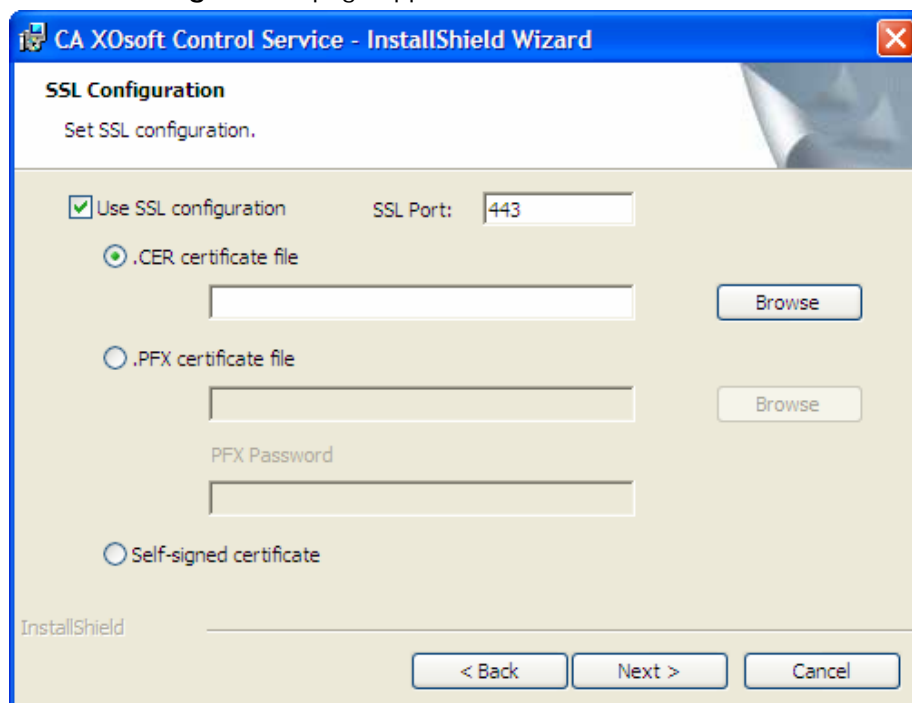 CA XOsoft Control Service - InstallShield Wizard
SSL Configuration
Set SSL configuration.
Use SSL configuration SSL Port: 443
.CER certificate file
Browse
.PFX certificate file
Browse
PFX Password
Self-signed certificate
InstallShield
< Back Next > Cancel